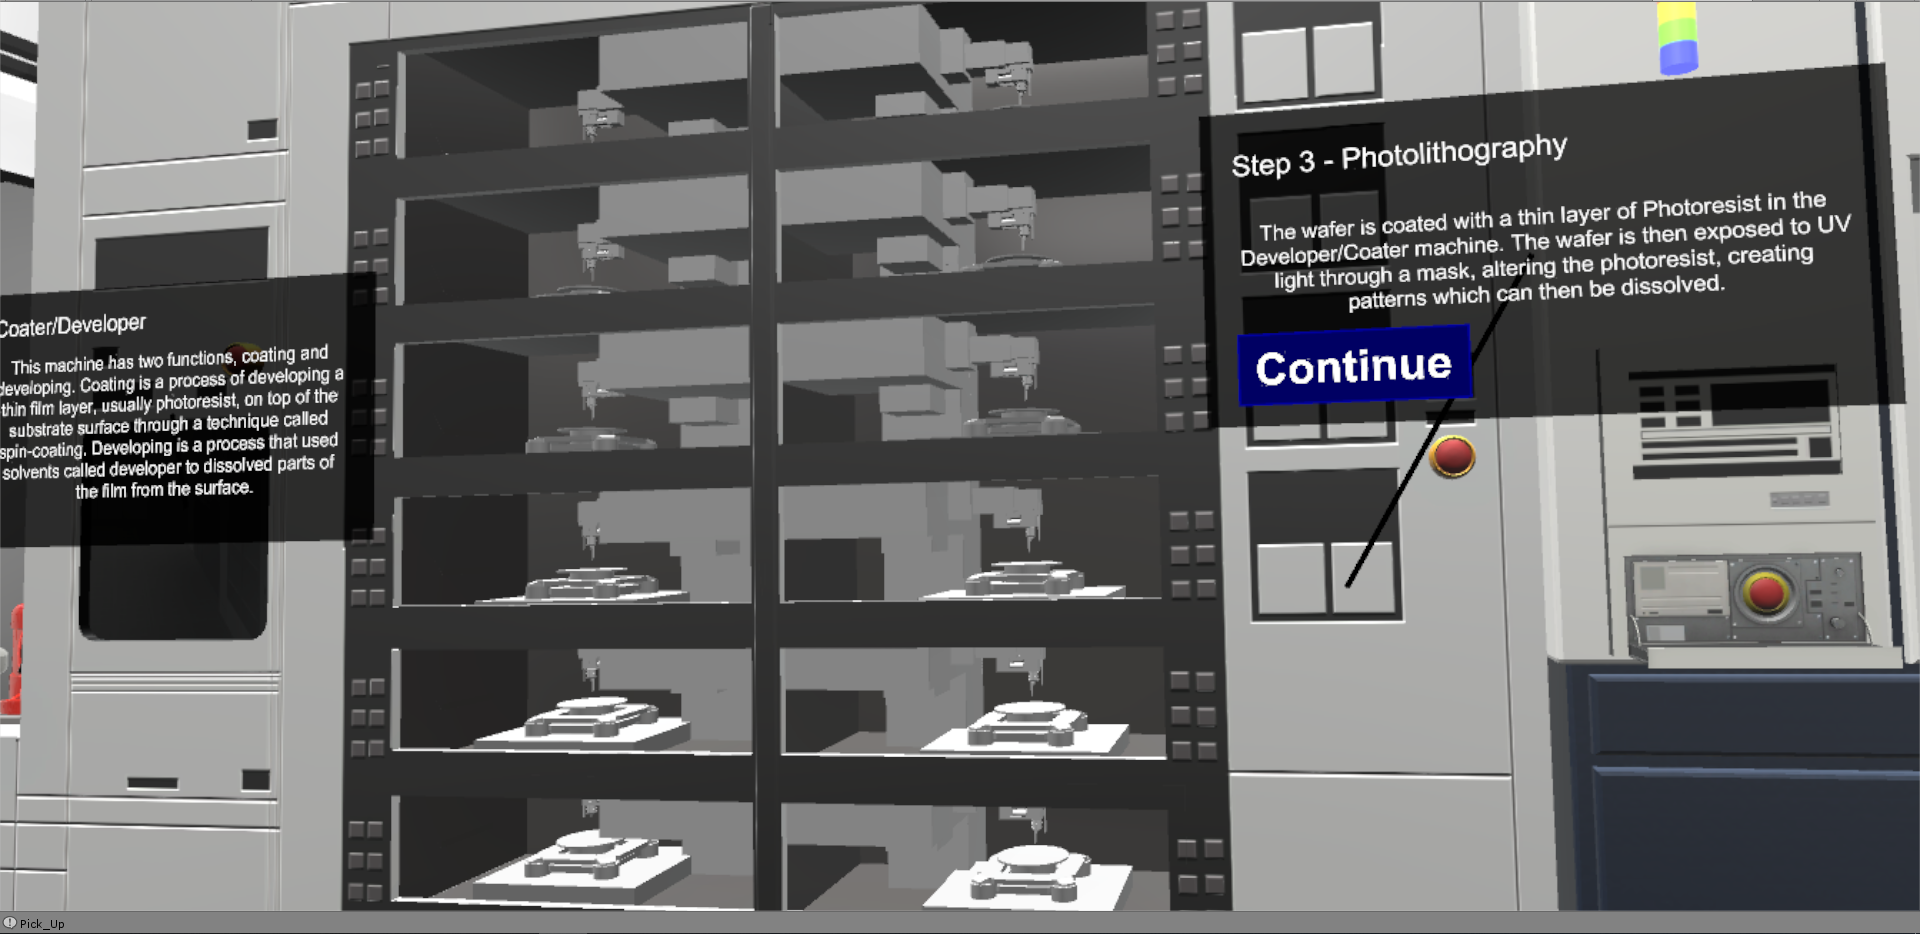 Coater/Developer
This machine has two functions, coating and
developing. Coating is a process of developing a
thin film layer, usually photoresist, on top of the
substrate surface through a technique called
spin-coating. Developing is a process that used
solvents called developer to dissolved parts of
the film from the surface.
Step 3 - Photolithography
The wafer is coated with a thin layer of Photoresist in the
Developer/Coater machine. The wafer is then exposed to UV
light through a mask, altering the photoresist, creating
patterns which can then be dissolved.
Continue
Pick_Up